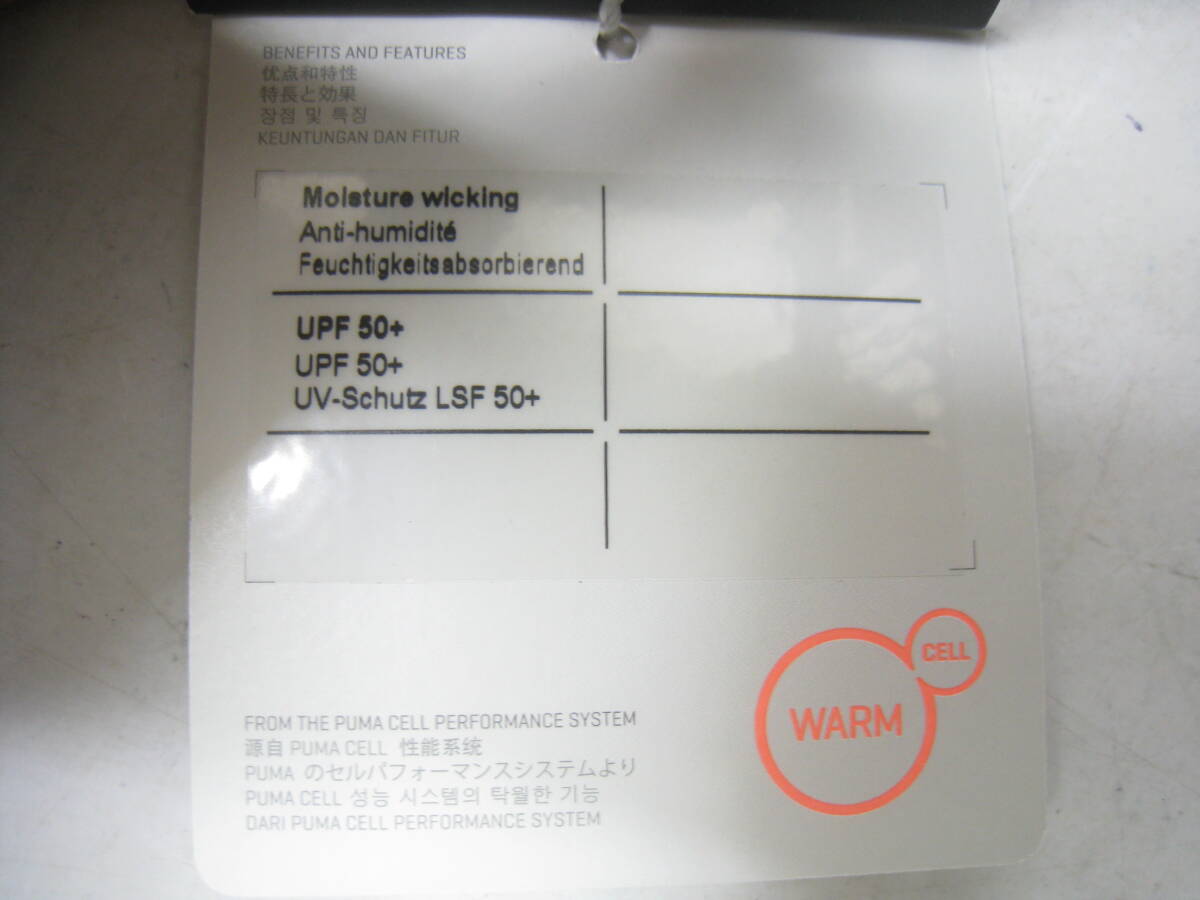 BENEFITS AND FEATURES
优点和特性
特長と効果
장점 및 특징
KEUNTUNGAN DAN FITUR
Moisture wicking
Anti-humidité
Feuchtigkeitsabsorbierend
UPF 50+
UPF 50+
UV-Schutz LSF 50+
CELL
WARM
FROM THE PUMA CELL PERFORMANCE SYSTEM
源自 PUMA CELL 性能系统
PUMA のセルパフォーマンスシステムより
PUMA CELL 성능 시스템의 탁월한 기능
DARI PUMA CELL PERFORMANCE SYSTEM